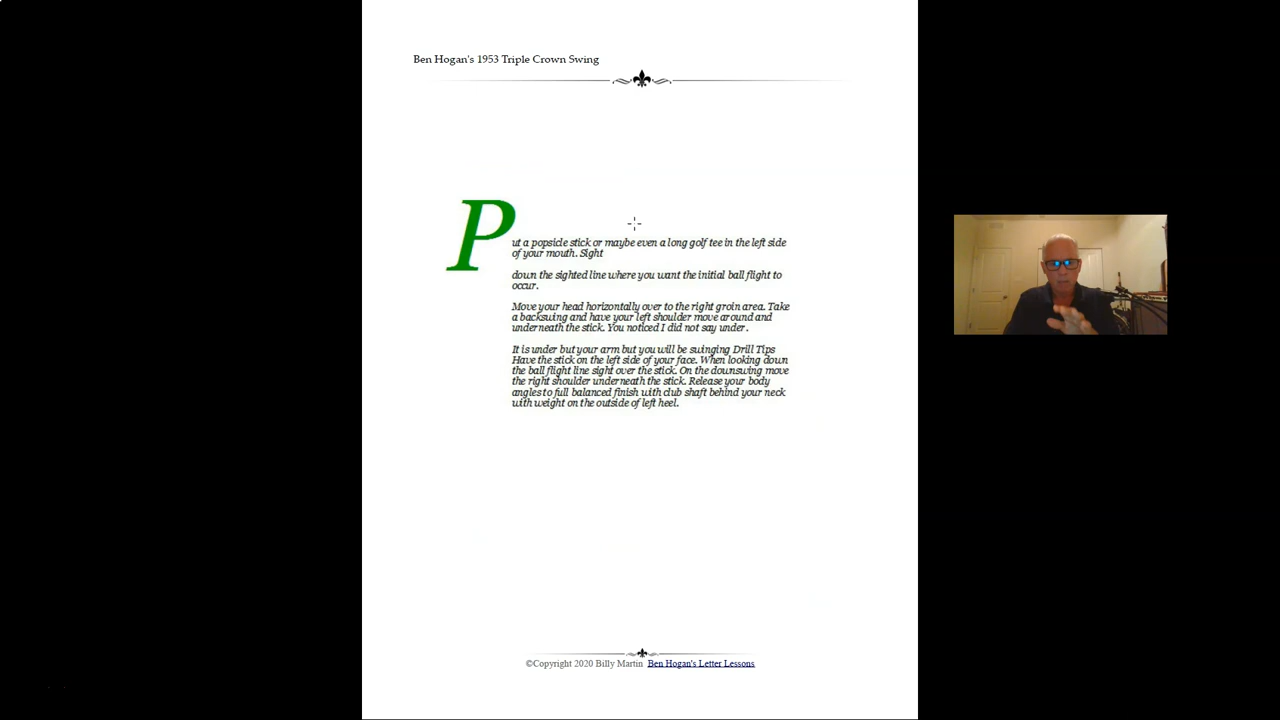 Ben Hogan's 1953 Triple Crown Swing
Put a popsicle stick or maybe even a long golf tee in the left side
of your mouth. Sight
down the sighted line where you want the initial ball flight to
occur.
Move your head horizontally over to the right groin area. Take
a backswing and have your left shoulder move around and
underneath the stick. You noticed I did not say under.
It is under but your arm but you will be swinging Drill Tips
Have the stick on the left side of your face. When looking down
the ball flight line sight over the stick. On the downswing move
the right shoulder underneath the stick. Release your body
angles to full balanced finish with club shaft behind your neck
with weight on the outside of left heel.
©Copyright 2020 Billy Martin Ben Hogan's Letter Lessons